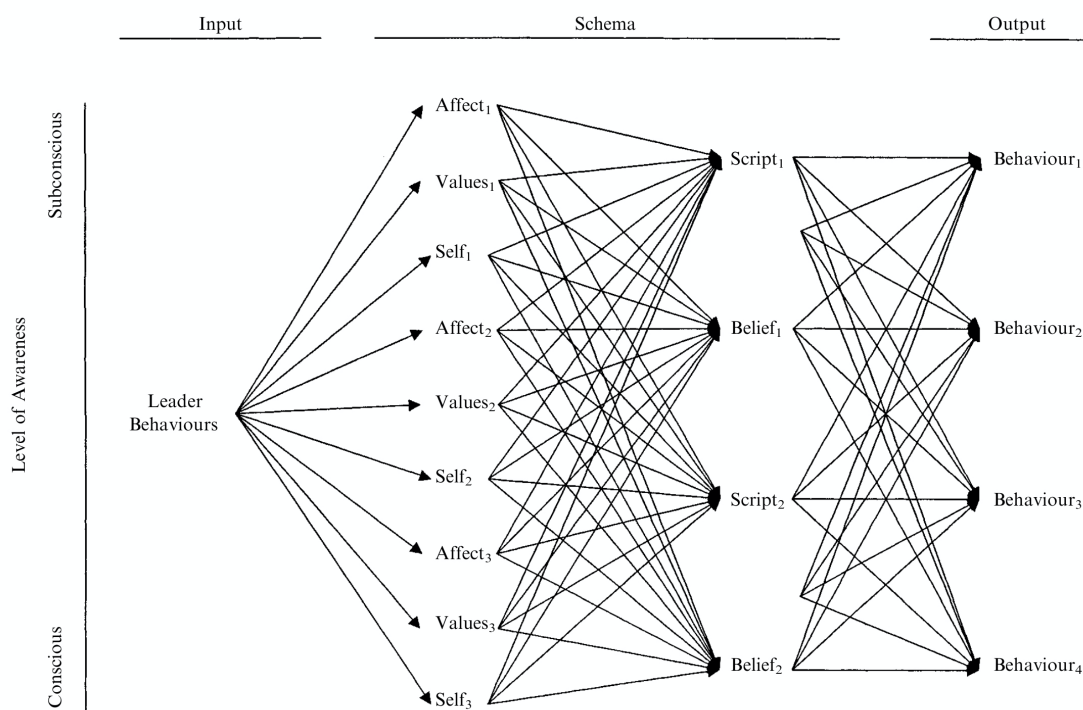 Input
Schema
Output
Subconscious
Level of Awareness
Conscious
Leader
Behaviours
Affect₁
Values₁
Self₁
Affect₂
Values₂
Self₂
Affect₃
Values₃
Self₃
Script₁
Belief₁
Script₂
Belief₂
Behaviour₁
Behaviour₂
Behaviour₃
Behaviour₄